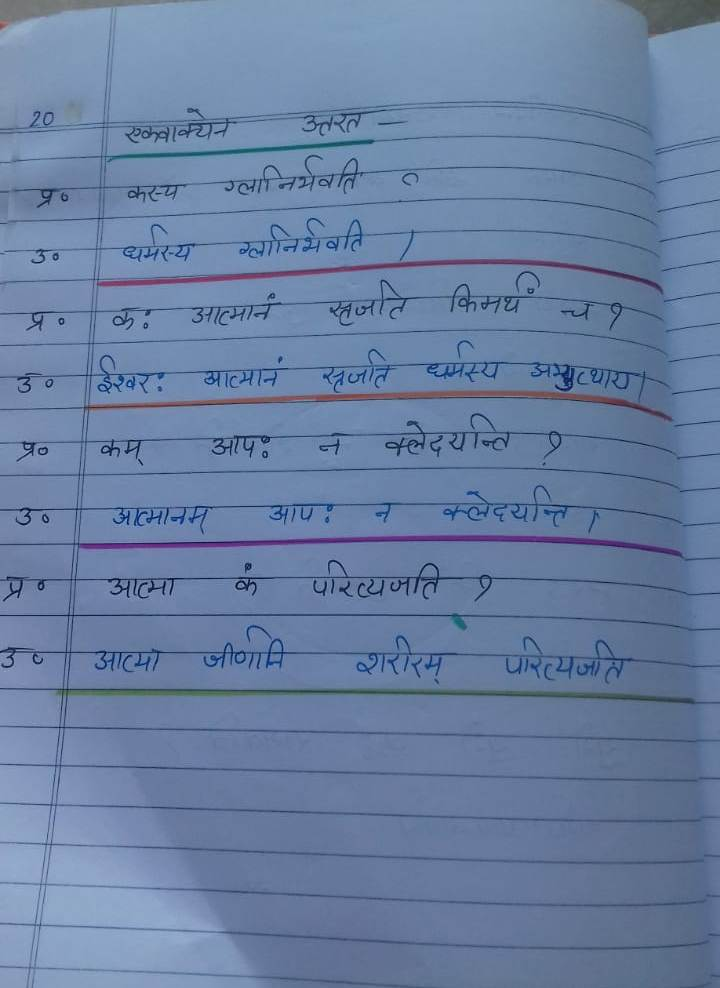 20 एकवाक्येन उत्तरत —
प्र० कस्य ग्लानिर्भवति ?
उ० धर्मस्य ग्लानिर्भवति ।
प्र० कः आत्मानं सृजति किमर्थं च ?
उ० ईश्वरः आत्मानं सृजति धर्मस्य अभ्युत्थाय ।
प्र० कम् आपः न क्लेदयन्ति ?
उ० आत्मानम् आपः न क्लेदयन्ति ।
प्र० आत्मा कं परित्यजति ?
उ० आत्मा जीर्णानि शरीरम् परित्यजति